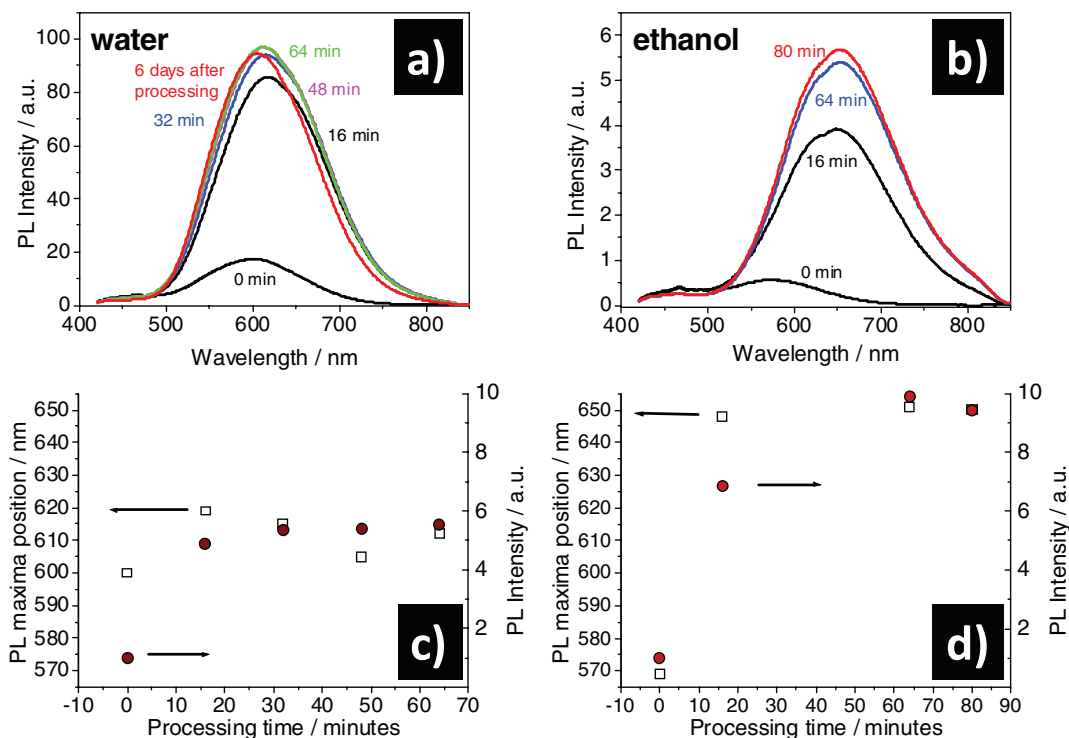 water
a)
64 min
6 days after
processing
48 min
32 min
16 min
0 min
100
80
60
40
20
0
PL Intensity / a.u.
400 500 600 700 800
Wavelength / nm
ethanol
b)
80 min
64 min
16 min
0 min
6
5
4
3
2
1
0
PL Intensity / a.u.
400 500 600 700 800
Wavelength / nm
650
640
630
620
610
600
590
580
570
PL maxima position / nm
10
8
6
4
2
PL Intensity / a.u.
c)
-10 0 10 20 30 40 50 60 70
Processing time / minutes
650
640
630
620
610
600
590
580
570
PL maxima position / nm
10
8
6
4
2
PL Intensity / a.u.
d)
-10 0 10 20 30 40 50 60 70 80 90
Processing time / minutes